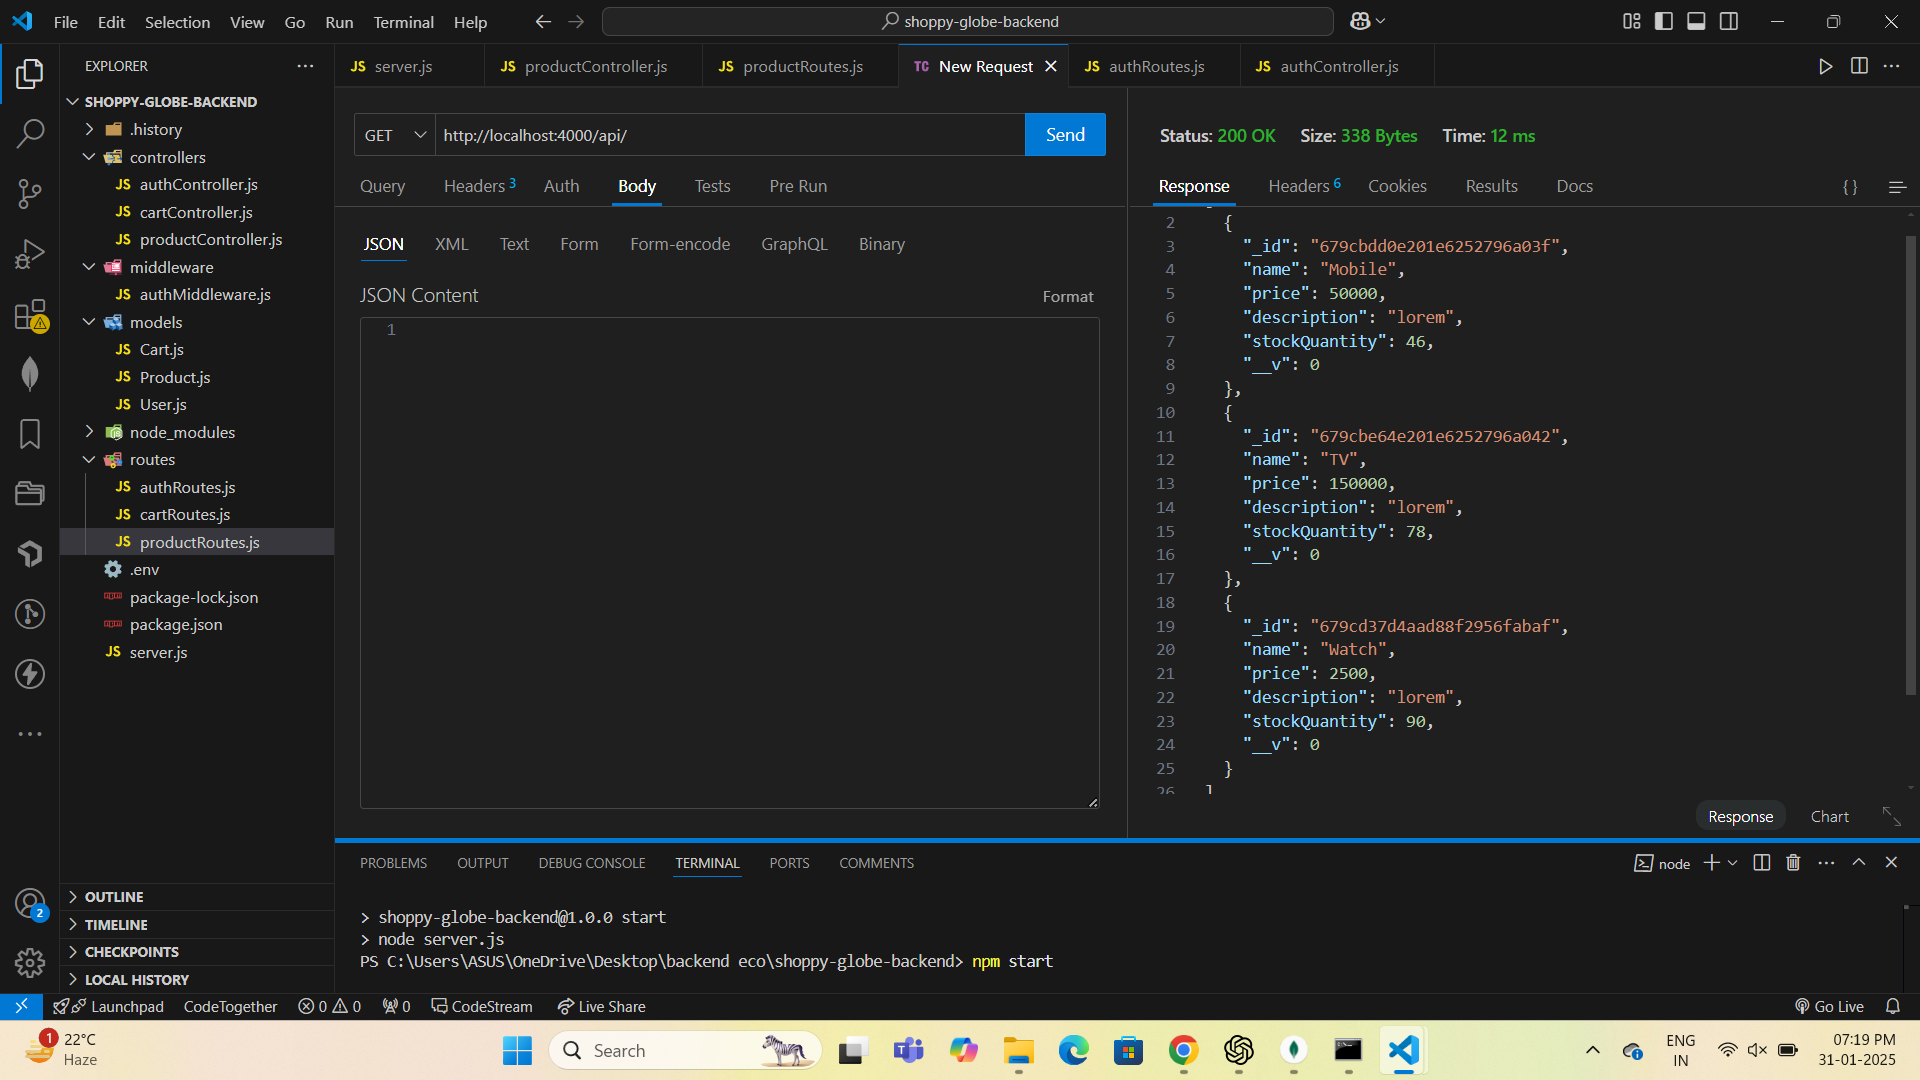 File Edit Selection View Go Run Terminal Help
shoppy-globe-backend
EXPLORER
SHOPPY-GLOBE-BACKEND
.history
controllers
JS authController.js
JS cartController.js
JS productController.js
middleware
JS authMiddleware.js
models
JS Cart.js
JS Product.js
JS User.js
node_modules
routes
JS authRoutes.js
JS cartRoutes.js
JS productRoutes.js
.env
package-lock.json
package.json
JS server.js
OUTLINE
TIMELINE
CHECKPOINTS
LOCAL HISTORY
2
JS server.js JS productController.js JS productRoutes.js TC New Request JS authRoutes.js JS authController.js
GET http://localhost:4000/api/ Send
Query Headers 3 Auth Body Tests Pre Run
JSON XML Text Form Form-encode GraphQL Binary
JSON Content Format
1
Status: 200 OK Size: 338 Bytes Time: 12 ms
Response Headers 6 Cookies Results Docs {}
2 {
3 "_id": "679cbdd0e201e6252796a03f",
4 "name": "Mobile",
5 "price": 50000,
6 "description": "lorem",
7 "stockQuantity": 46,
8 "__v": 0
9 },
10 {
11 "_id": "679cbe64e201e6252796a042",
12 "name": "TV",
13 "price": 150000,
14 "description": "lorem",
15 "stockQuantity": 78,
16 "__v": 0
17 },
18 {
19 "_id": "679cd37d4aad88f2956fabaf",
20 "name": "Watch",
21 "price": 2500,
22 "description": "lorem",
23 "stockQuantity": 90,
24 "__v": 0
25 }
26 ]
Response Chart
PROBLEMS OUTPUT DEBUG CONSOLE TERMINAL PORTS COMMENTS
node
> shoppy-globe-backend@1.0.0 start
> node server.js
PS C:\Users\ASUS\OneDrive\Desktop\backend eco\shoppy-globe-backend> npm start
Launchpad CodeTogether 0 0 0 CodeStream Live Share Go Live
1 22°C
Haze
Search
ENG
IN
07:19 PM
31-01-2025